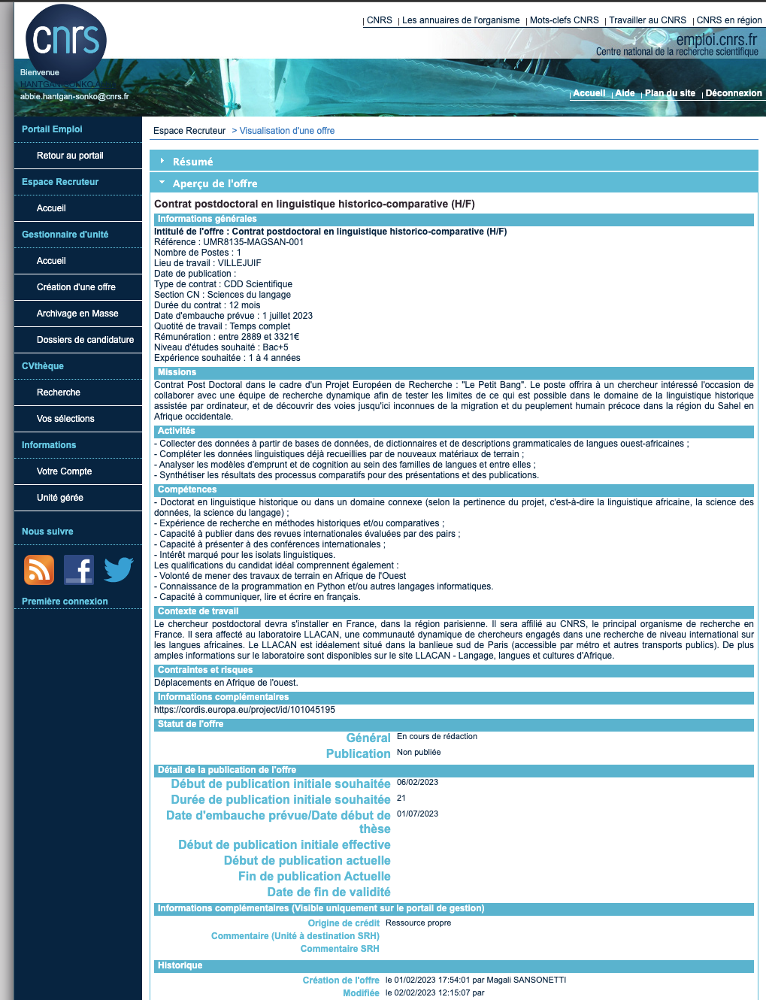 CNRS | Les annuaires de l'organisme | Mots-clefs CNRS | Travailler au CNRS | CNRS en région
cnrs
emploi.cnrs.fr
Centre national de la recherche scientifique
Bienvenue
HANTGAN-SONKO
abbie.hantgan-sonko@cnrs.fr
Accueil | Aide | Plan du site | Déconnexion
Portail Emploi
Retour au portail
Espace Recruteur
Accueil
Gestionnaire d'unité
Accueil
Création d'une offre
Archivage en Masse
Dossiers de candidature
CVthèque
Recherche
Vos sélections
Informations
Votre Compte
Unité gérée
Nous suivre
Première connexion
Espace Recruteur > Visualisation d'une offre
Résumé
Aperçu de l'offre
Contrat postdoctoral en linguistique historico-comparative (H/F)
Informations générales
Intitulé de l'offre : Contrat postdoctoral en linguistique historico-comparative (H/F)
Référence : UMR8135-MAGSAN-001
Nombre de Postes : 1
Lieu de travail : VILLEJUIF
Date de publication :
Type de contrat : CDD Scientifique
Section CN : Sciences du langage
Durée du contrat : 12 mois
Date d'embauche prévue : 1 juillet 2023
Quotité de travail : Temps complet
Rémunération : entre 2889 et 3321€
Niveau d'études souhaité : Bac+5
Expérience souhaitée : 1 à 4 années
Missions
Contrat Post Doctoral dans le cadre d'un Projet Européen de Recherche : "Le Petit Bang". Le poste offrira à un chercheur intéressé l'occasion de
collaborer avec une équipe de recherche dynamique afin de tester les limites de ce qui est possible dans le domaine de la linguistique historique
assistée par ordinateur, et de découvrir des voies jusqu'ici inconnues de la migration et du peuplement humain précoce dans la région du Sahel en
Afrique occidentale.
Activités
- Collecter des données à partir de bases de données, de dictionnaires et de descriptions grammaticales de langues ouest-africaines ;
- Compléter les données linguistiques déjà recueillies par de nouveaux matériaux de terrain ;
- Analyser les modèles d'emprunt et de cognition au sein des familles de langues et entre elles ;
- Synthétiser les résultats des processus comparatifs pour des présentations et des publications.
Compétences
- Doctorat en linguistique historique ou dans un domaine connexe (selon la pertinence du projet, c'est-à-dire la linguistique africaine, la science des
données, la science du langage) ;
- Expérience de recherche en méthodes historiques et/ou comparatives ;
- Capacité à publier dans des revues internationales évaluées par des pairs ;
- Capacité à présenter à des conférences internationales ;
- Intérêt marqué pour les isolats linguistiques.
Les qualifications du candidat idéal comprennent également :
- Volonté de mener des travaux de terrain en Afrique de l'Ouest
- Connaissance de la programmation en Python et/ou autres langages informatiques.
- Capacité à communiquer, lire et écrire en français.
Contexte de travail
Le chercheur postdoctoral devra s'installer en France, dans la région parisienne. Il sera affilié au CNRS, le principal organisme de recherche en
France. Il sera affecté au laboratoire LLACAN, une communauté dynamique de chercheurs engagés dans une recherche de niveau international sur
les langues africaines. Le LLACAN est idéalement situé dans la banlieue sud de Paris (accessible par métro et autres transports publics). De plus
amples informations sur le laboratoire sont disponibles sur le site LLACAN - Langage, langues et cultures d'Afrique.
Contraintes et risques
Déplacements en Afrique de l'ouest.
Informations complémentaires
https://cordis.europa.eu/project/id/101045195
Statut de l'offre
Général En cours de rédaction
Publication Non publiée
Détail de la publication de l'offre
Début de publication initiale souhaitée 06/02/2023
Durée de publication initiale souhaitée 21
Date d'embauche prévue/Date début de 01/07/2023
thèse
Début de publication initiale effective
Début de publication actuelle
Fin de publication Actuelle
Date de fin de validité
Informations complémentaires (Visible uniquement sur le portail de gestion)
Origine de crédit Ressource propre
Commentaire (Unité à destination SRH)
Commentaire SRH
Historique
Création de l'offre le 01/02/2023 17:54:01 par Magali SANSONETTI
Modifiée le 02/02/2023 12:15:07 par